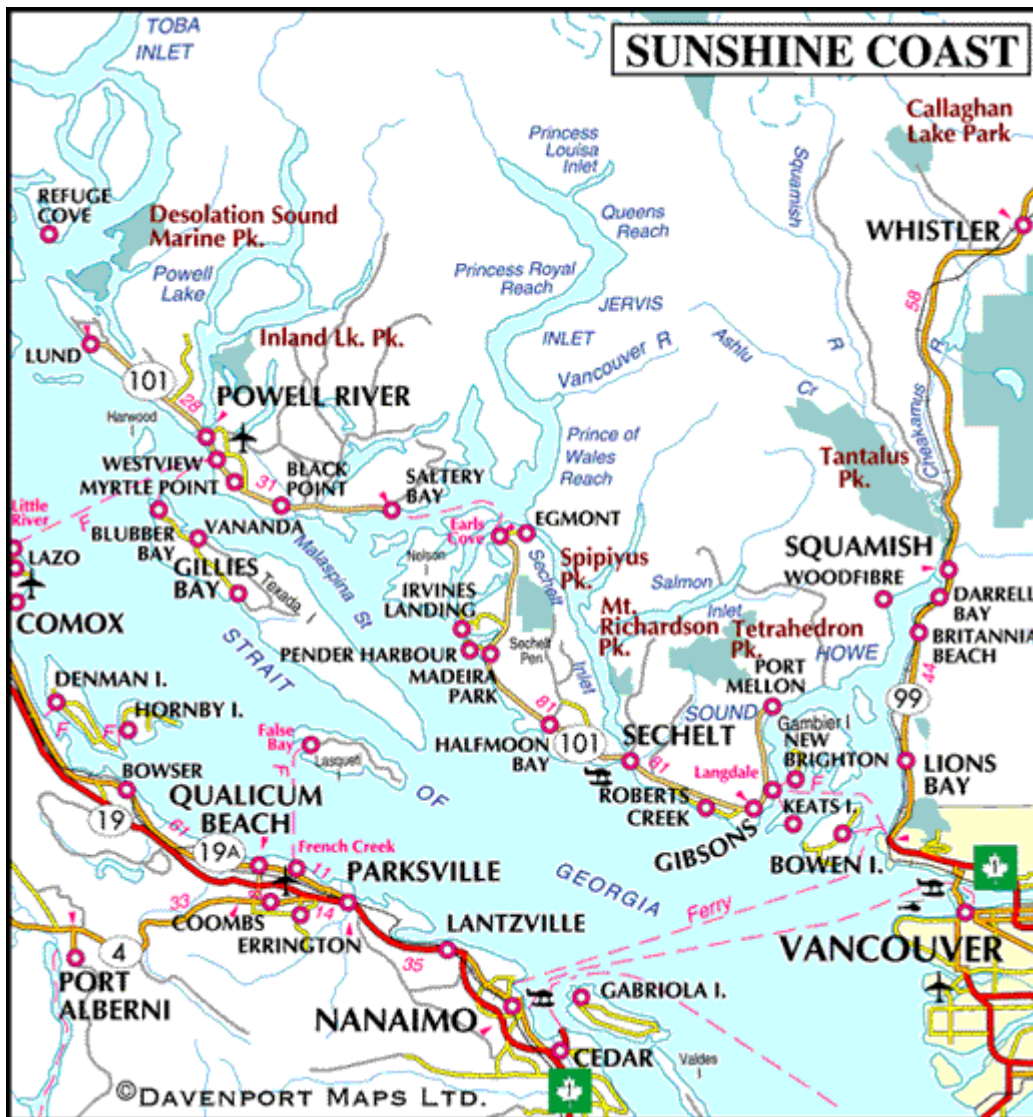 TOBA
INLET
SUNSHINE COAST
Callaghan
Lake Park
Princess
Louisa
Inlet
Squamish
REFUGE
COVE
Desolation Sound
Marine Pk.
Queens
Reach
WHISTLER
Powell
Lake
Princess Royal
Reach
58
JERVIS
INLET
R
LUND
Inland Lk. Pk.
Vancouver R
Ashlu
Cr
R
101
28
POWELL RIVER
Cheakamus
Harwood
I
Prince of
Wales
Reach
WESTVIEW
MYRTLE POINT
31
BLACK
POINT
SALTERY
BAY
Tantalus
Pk.
Little
River
F
LAZO
BLUBBER
BAY
VANANDA
Earls
Cove
EGMONT
Malaspina St
Nelson
I
Sechelt
Spipiyus
Pk.
SQUAMISH
GILLIES
BAY
Texada I
IRVINES
LANDING
Salmon
Inlet
WOODFIBRE
COMOX
Mt.
Richardson
Pk.
Tetrahedron
Pk.
DARRELL
BAY
STRAIT
PENDER HARBOUR
Sechelt
Pen
HOWE
BRITANNIA
BEACH
MADEIRA
PARK
Inlet
PORT
MELLON
44
DENMAN I.
F
F
HORNBY I.
81
SOUND
99
False
Bay
F
Lasqueti
I
HALFMOON
BAY
101
SECHELT
Gambier I
NEW
BRIGHTON
BOWSER
OF
61
Langdale
F
LIONS
BAY
QUALICUM
BEACH
ROBERTS
CREEK
KEATS I.
19
61
19A
GIBSONS
BOWEN I.
French Creek
11
PARKSVILLE
GEORGIA
1
33
8
COOMBS
14
ERRINGTON
LANTZVILLE
Ferry
4
35
VANCOUVER
PORT
ALBERNI
NANAIMO
GABRIOLA I.
CEDAR
Valdes
I
1
©DAVENPORT MAPS LTD.